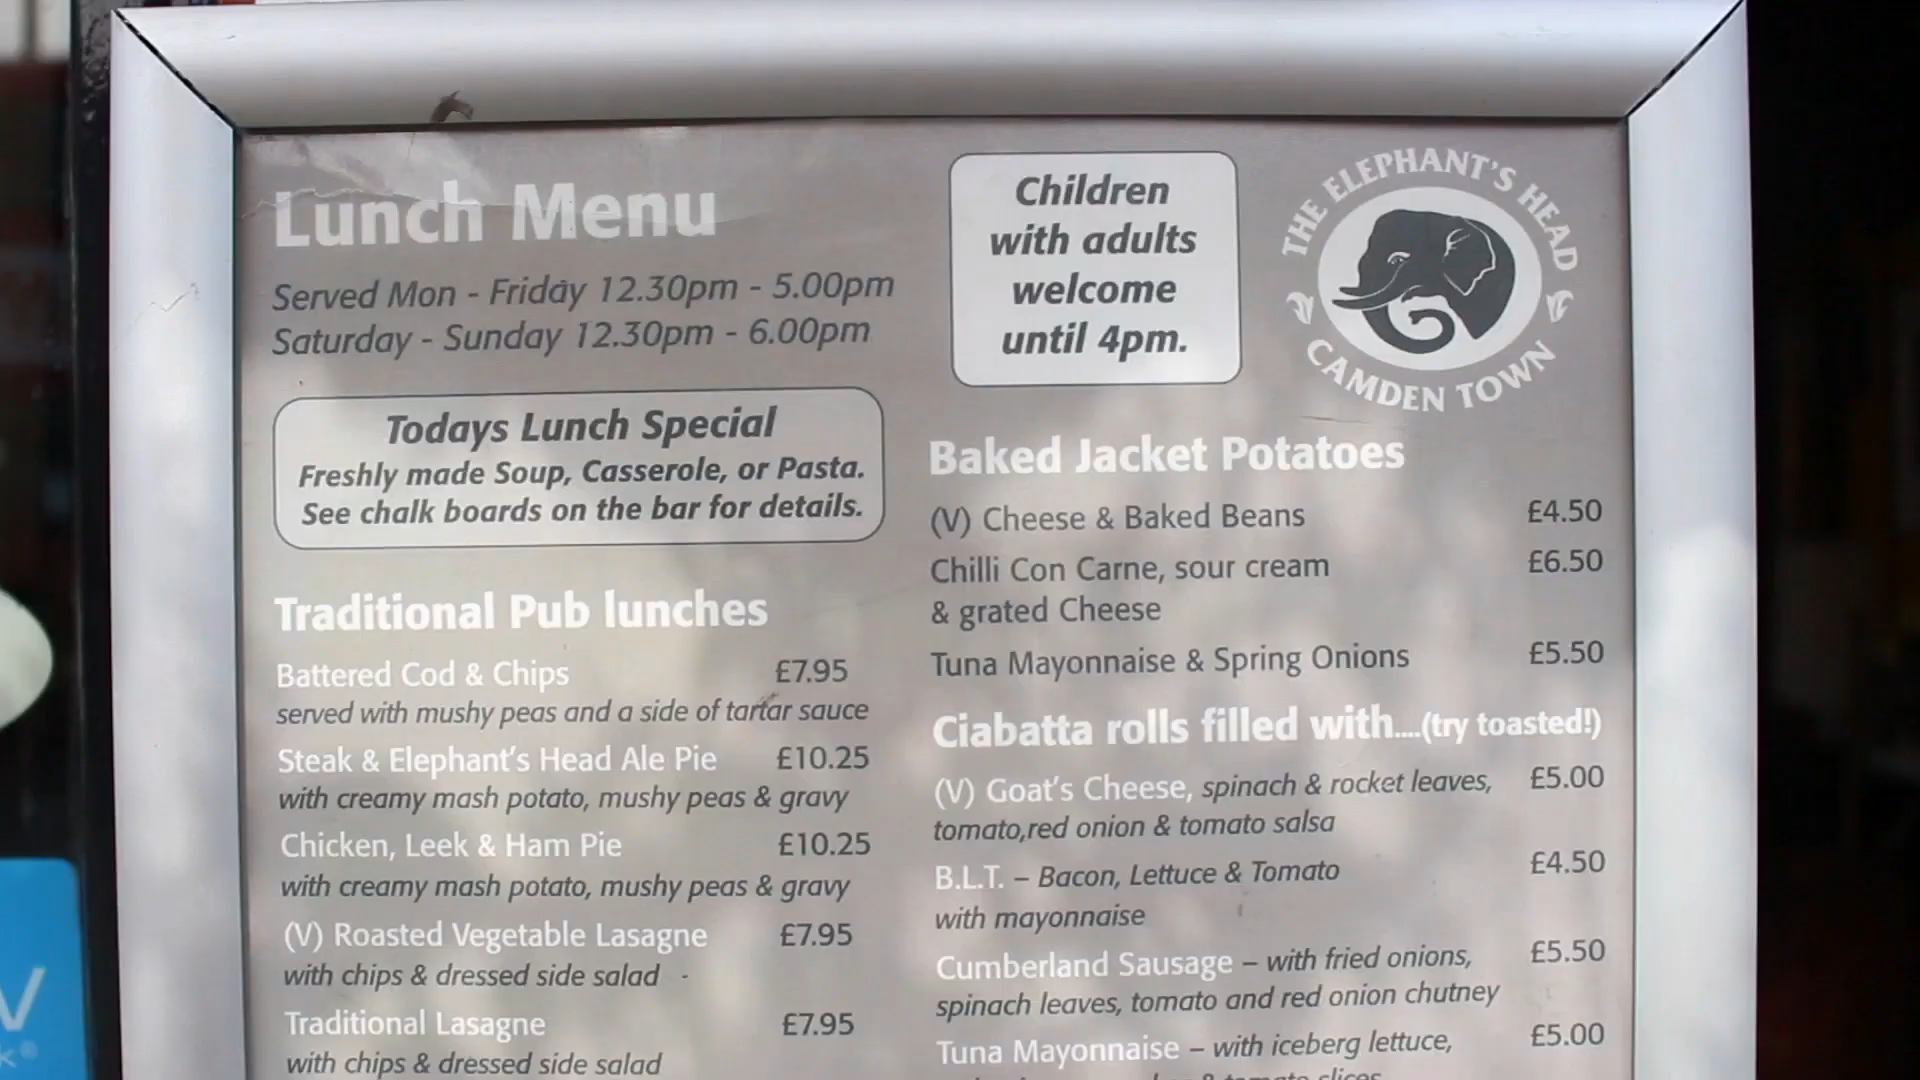 Lunch Menu
Served Mon - Friday 12.30pm - 5.00pm
Saturday - Sunday 12.30pm - 6.00pm
Todays Lunch Special
Freshly made Soup, Casserole, or Pasta.
See chalk boards on the bar for details.
Traditional Pub lunches
Battered Cod & Chips £7.95
served with mushy peas and a side of tartar sauce
Steak & Elephant's Head Ale Pie £10.25
with creamy mash potato, mushy peas & gravy
Chicken, Leek & Ham Pie £10.25
with creamy mash potato, mushy peas & gravy
(V) Roasted Vegetable Lasagne £7.95
with chips & dressed side salad
Traditional Lasagne £7.95
with chips & dressed side salad
Children
with adults
welcome
until 4pm.
THE ELEPHANT'S HEAD
CAMDEN TOWN
Baked Jacket Potatoes
(V) Cheese & Baked Beans £4.50
Chilli Con Carne, sour cream £6.50
& grated Cheese
Tuna Mayonnaise & Spring Onions £5.50
Ciabatta rolls filled with....(try toasted!)
(V) Goat's Cheese, spinach & rocket leaves, £5.00
tomato,red onion & tomato salsa
B.L.T. – Bacon, Lettuce & Tomato £4.50
with mayonnaise
Cumberland Sausage – with fried onions, £5.50
spinach leaves, tomato and red onion chutney
Tuna Mayonnaise – with iceberg lettuce, £5.00
& tomato slices